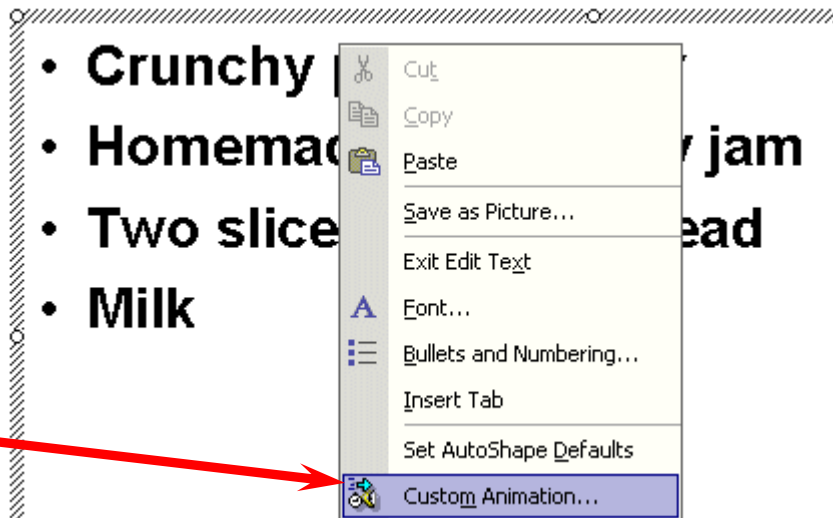 • Crunchy
• Homemad jam
• Two slice ead
• Milk
Cut
Copy
Paste
Save as Picture...
Exit Edit Text
Font...
Bullets and Numbering...
Insert Tab
Set AutoShape Defaults
Custom Animation...